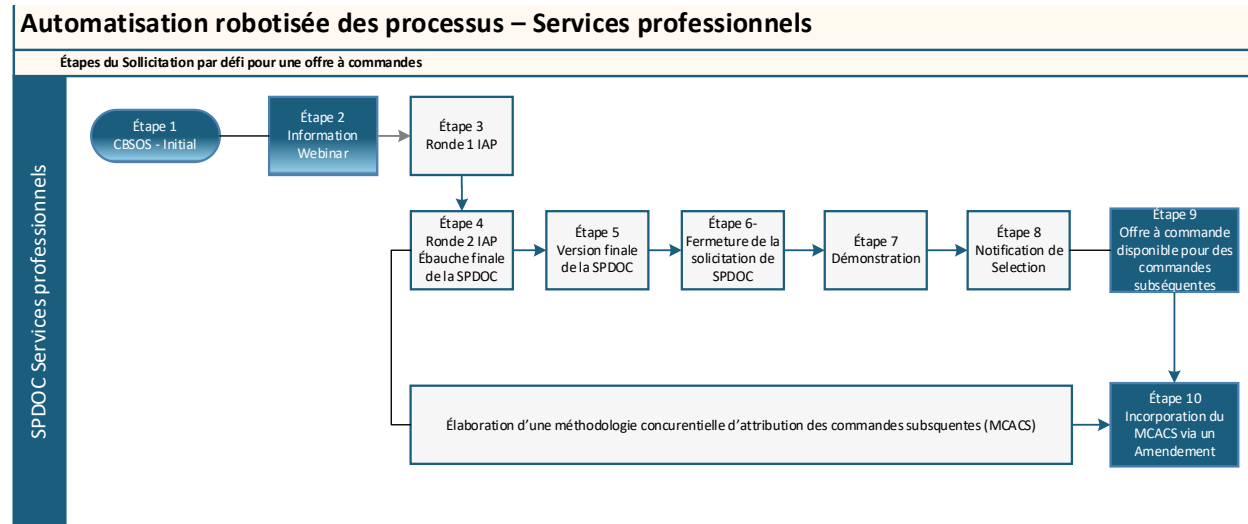 Automatisation robotisée des processus – Services professionnels
Étapes du Sollicitation par défi pour une offre à commandes
SPDOC Services professionnels
Étape 1
CBSOS - Initial
Étape 2
Information
Webinar
Étape 3
Ronde 1 IAP
Étape 4
Ronde 2 IAP
Ébauche finale
de la SPDOC
Étape 5
Version finale
de la SPDOC
Étape 6-
Fermeture de la
solicitation de
SPDOC
Étape 7
Démonstration
Étape 8
Notification de
Selection
Étape 9
Offre à commande
disponible pour des
commandes
subséquentes
Élaboration d’une méthodologie concurentielle d’attribution des commandes subsquentes (MCACS)
Étape 10
Incorporation du
MCACS via un
Amendement